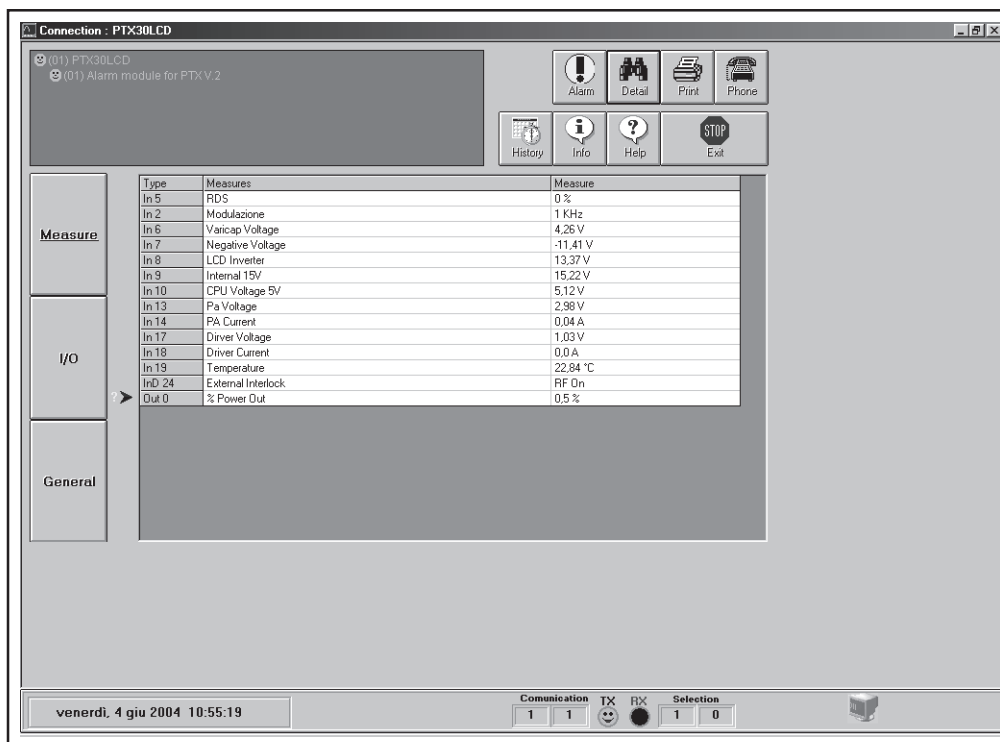 Connection : PTX30LCD
(01) PTX30LCD
(01) Alarm module for PTX V.2
Alarm
Detail
Print
Phone
History
Info
Help
STOP
Exit
Measure
I/O
General
Type Measures Measure
In 5 RDS 0 %
In 2 Modulazione 1 KHz
In 6 Varicap Voltage 4,26 V
In 7 Negative Voltage -11,41 V
In 8 LCD Inverter 13,37 V
In 9 Internal 15V 15,22 V
In 10 CPU Voltage 5V 5,12 V
In 13 Pa Voltage 2,98 V
In 14 PA Current 0,04 A
In 17 Dirver Voltage 1,03 V
In 18 Driver Current 0,0 A
In 19 Temperature 22,84 °C
InD 24 External Interlock RF On
Out 0 % Power Out 0,5 %
venerdì, 4 giu 2004 10:55:19
Comunication TX RX Selection
1 1 1 0